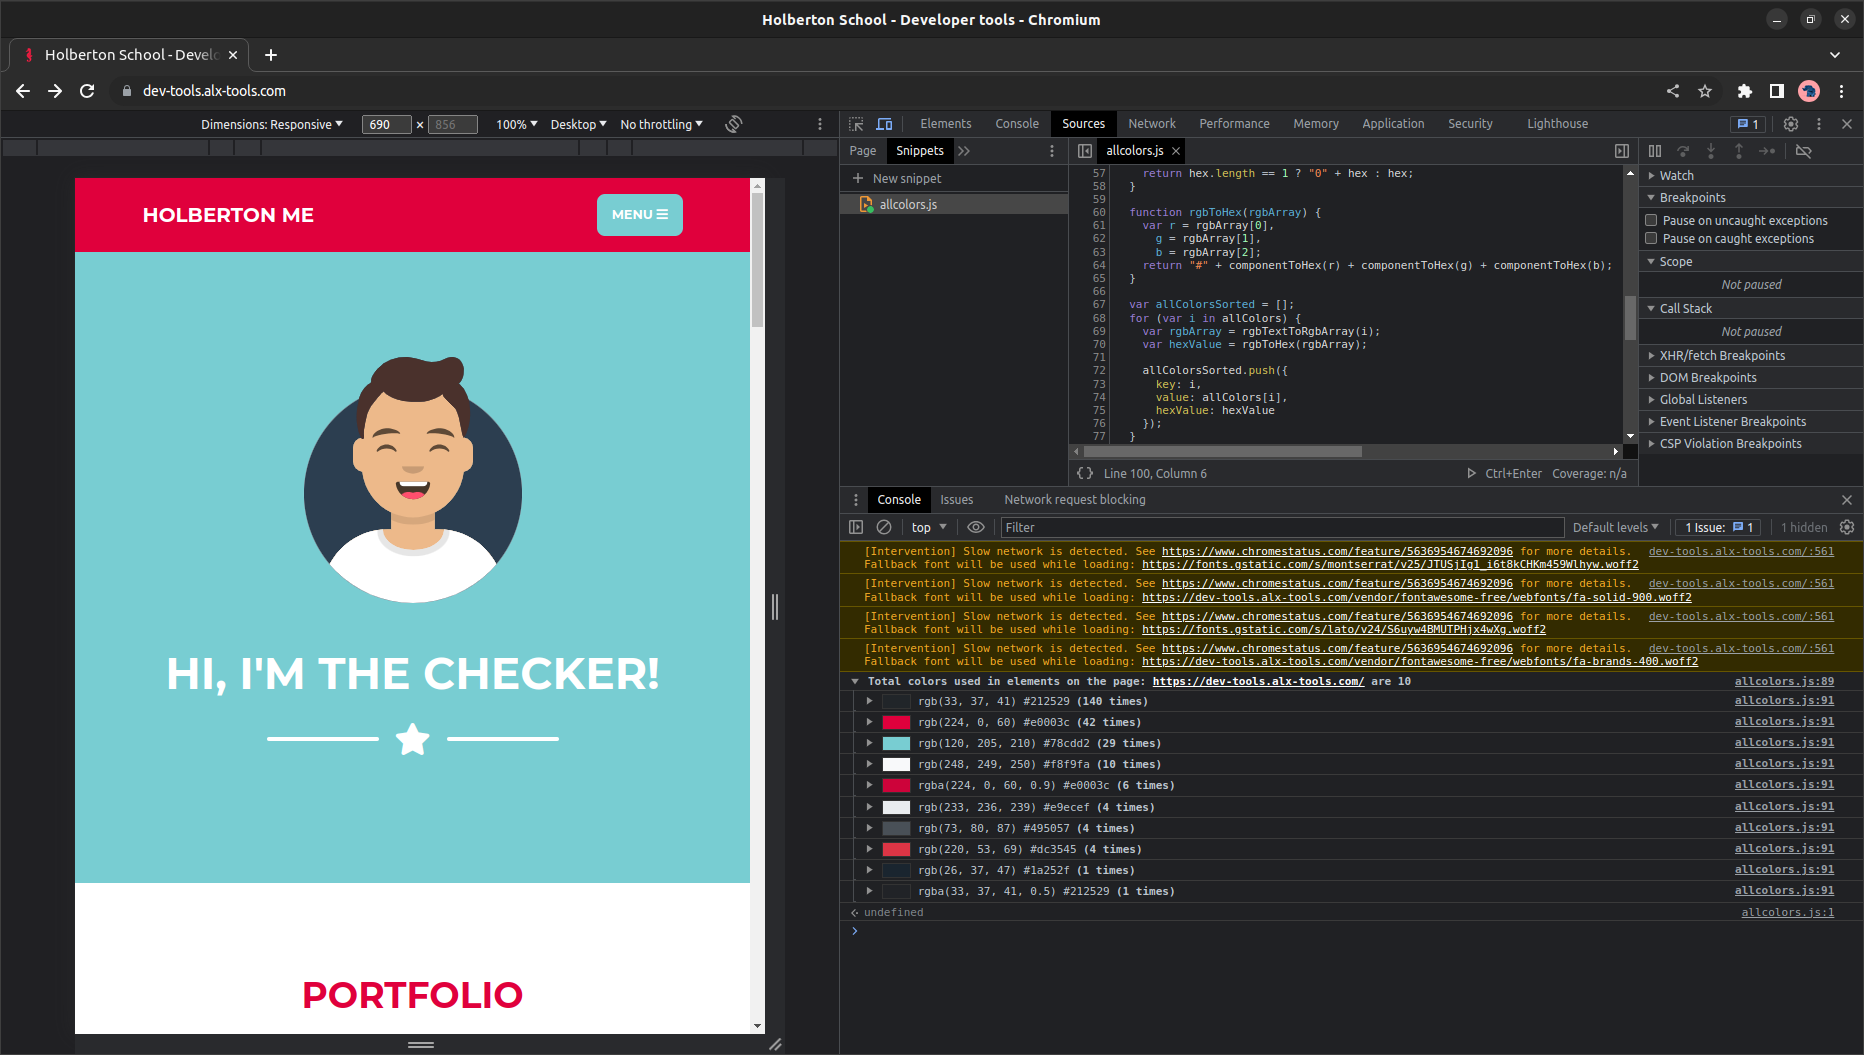 Holberton School - Developer tools - Chromium
Holberton School - Devel
dev-tools.alx-tools.com
Dimensions: Responsive 690 × 856 100% Desktop No throttling
HOLBERTON ME
MENU
HI, I'M THE CHECKER!
PORTFOLIO
Elements Console Sources Network Performance Memory Application Security Lighthouse 1
Page Snippets
New snippet
allcolors.js
allcolors.js
57 return hex.length == 1 ? "0" + hex : hex;
58 }
59
60 function rgbToHex(rgbArray) {
61 var r = rgbArray[0],
62 g = rgbArray[1],
63 b = rgbArray[2];
64 return "#" + componentToHex(r) + componentToHex(g) + componentToHex(b);
65 }
66
67 var allColorsSorted = [];
68 for (var i in allColors) {
69 var rgbArray = rgbTextToRgbArray(i);
70 var hexValue = rgbToHex(rgbArray);
71
72 allColorsSorted.push({
73 key: i,
74 value: allColors[i],
75 hexValue: hexValue
76 });
77 }
{} Line 100, Column 6 Ctrl+Enter Coverage: n/a
Watch
Breakpoints
Pause on uncaught exceptions
Pause on caught exceptions
Scope
Not paused
Call Stack
Not paused
XHR/fetch Breakpoints
DOM Breakpoints
Global Listeners
Event Listener Breakpoints
CSP Violation Breakpoints
Console Issues Network request blocking
top Filter Default levels 1 Issue: 1 1 hidden
[Intervention] Slow network is detected. See https://www.chromestatus.com/feature/5636954674692096 for more details. dev-tools.alx-tools.com/:561
Fallback font will be used while loading: https://fonts.gstatic.com/s/montserrat/v25/JTUSjIg1_i6t8kCHKm459Wlhyw.woff2
[Intervention] Slow network is detected. See https://www.chromestatus.com/feature/5636954674692096 for more details. dev-tools.alx-tools.com/:561
Fallback font will be used while loading: https://dev-tools.alx-tools.com/vendor/fontawesome-free/webfonts/fa-solid-900.woff2
[Intervention] Slow network is detected. See https://www.chromestatus.com/feature/5636954674692096 for more details. dev-tools.alx-tools.com/:561
Fallback font will be used while loading: https://fonts.gstatic.com/s/lato/v24/S6uyw4BMUTPHjx4wXg.woff2
[Intervention] Slow network is detected. See https://www.chromestatus.com/feature/5636954674692096 for more details. dev-tools.alx-tools.com/:561
Fallback font will be used while loading: https://dev-tools.alx-tools.com/vendor/fontawesome-free/webfonts/fa-brands-400.woff2
Total colors used in elements on the page: https://dev-tools.alx-tools.com/ are 10 allcolors.js:89
rgb(33, 37, 41) #212529 (140 times) allcolors.js:91
rgb(224, 0, 60) #e0003c (42 times) allcolors.js:91
rgb(120, 205, 210) #78cdd2 (29 times) allcolors.js:91
rgb(248, 249, 250) #f8f9fa (10 times) allcolors.js:91
rgba(224, 0, 60, 0.9) #e0003c (6 times) allcolors.js:91
rgb(233, 236, 239) #e9ecef (4 times) allcolors.js:91
rgb(73, 80, 87) #495057 (4 times) allcolors.js:91
rgb(220, 53, 69) #dc3545 (4 times) allcolors.js:91
rgb(26, 37, 47) #1a252f (1 times) allcolors.js:91
rgba(33, 37, 41, 0.5) #212529 (1 times) allcolors.js:91
undefined allcolors.js:1